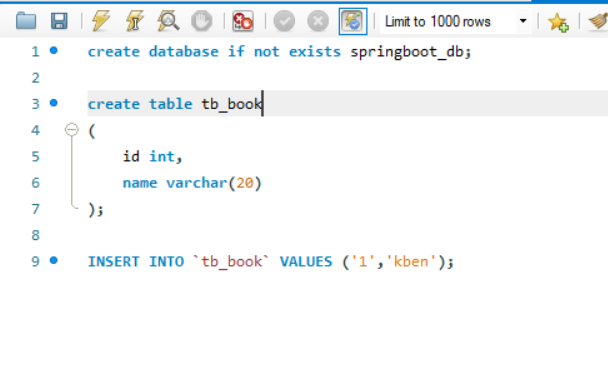 Limit to 1000 rows
1 create database if not exists springboot_db;
2
3 create table tb_book
4 (
5 id int,
6 name varchar(20)
7 );
8
9 INSERT INTO `tb_book` VALUES ('1','kben');